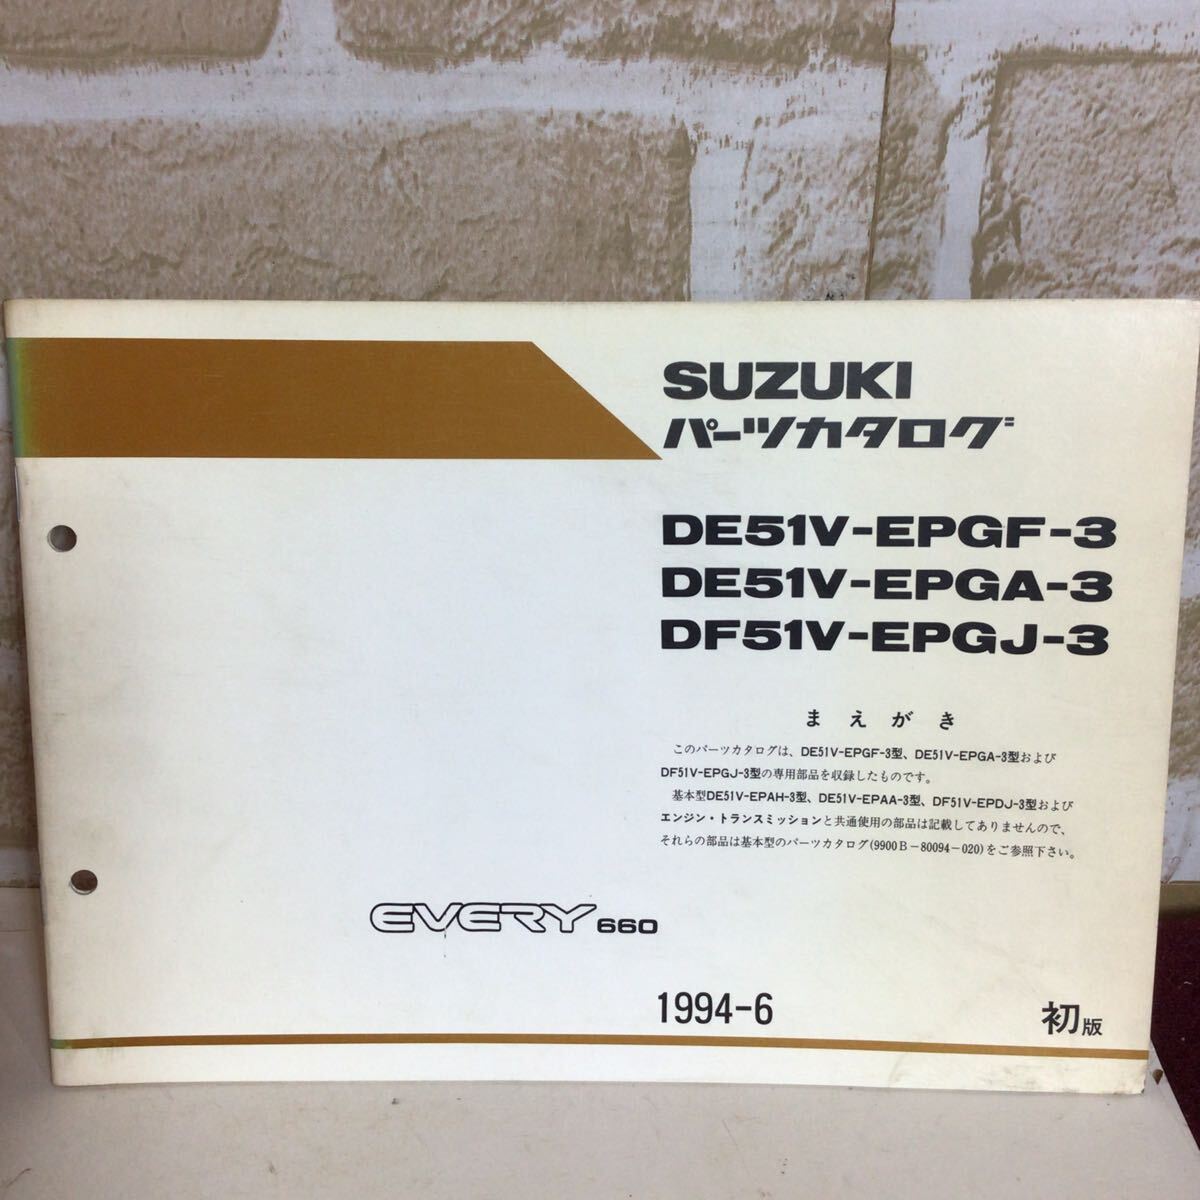 SUZUKI
パーツカタログ
DE51V-EPGF-3
DE51V-EPGA-3
DF51V-EPGJ-3
まえがき
このパーツカタログは、DE51V-EPGF-3型、DE51V-EPGA-3型および
DF51V-EPGJ-3型の専用部品を収録したものです。
基本型DE51V-EPAH-3型、DE51V-EPAA-3型、DF51V-EPDJ-3型および
エンジン・トランスミッションと共通使用の部品は記載してありませんので、
それらの部品は基本型のパーツカタログ(9900B-80094-020)をご参照下さい。
EVERY 660
1994-6
初版